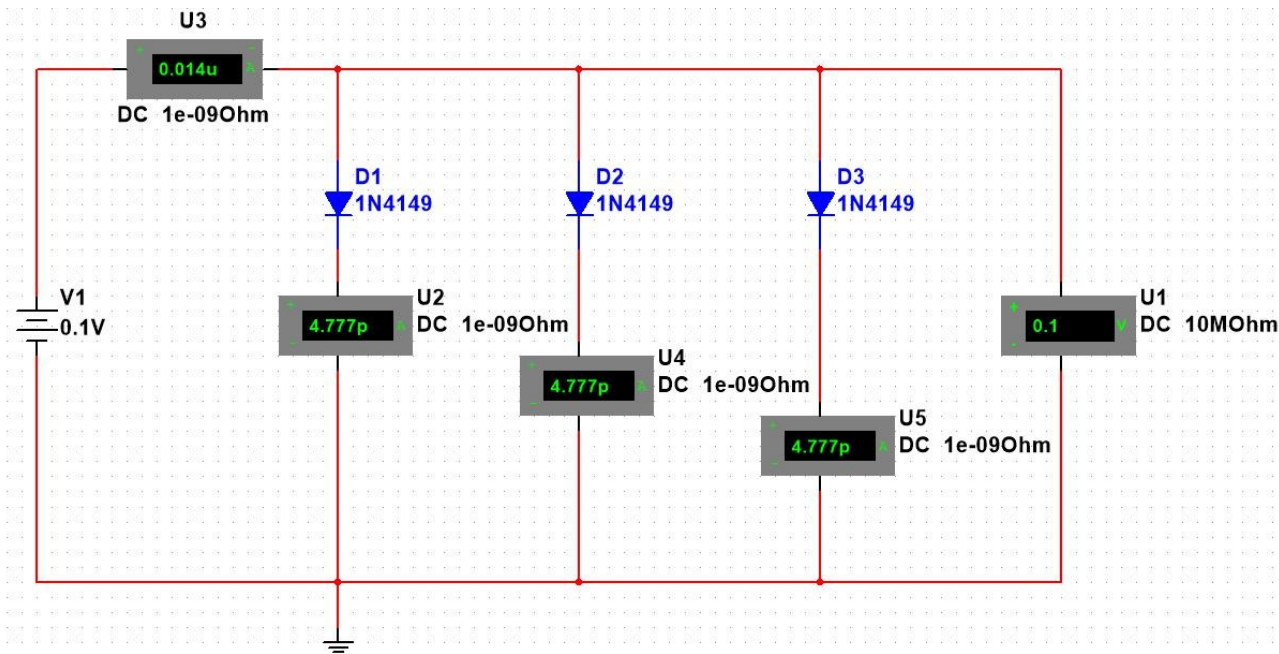 U3
0.014u A
DC 1e-09Ohm
D1
1N4149
D2
1N4149
D3
1N4149
V1
0.1V
U2
4.777p A
DC 1e-09Ohm
U1
0.1 V
DC 10MOhm
U4
4.777p A
DC 1e-09Ohm
U5
4.777p A
DC 1e-09Ohm